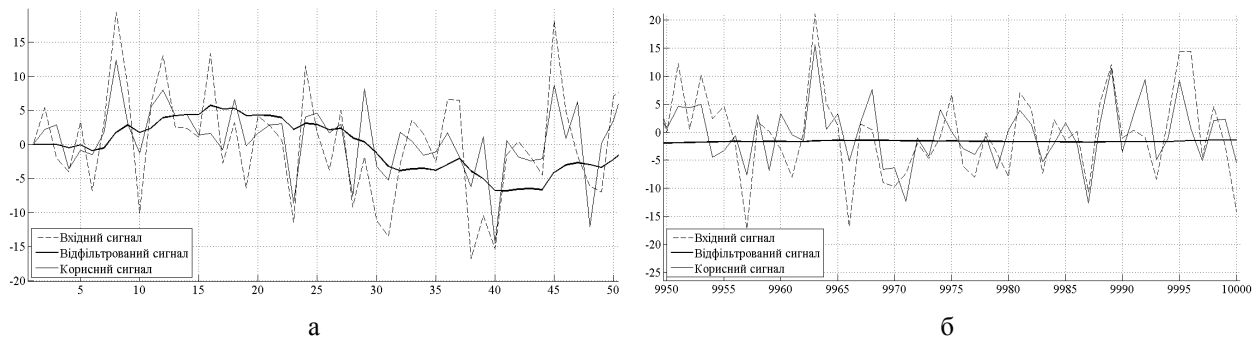 15
10
5
0
-5
-10
-15
-20
Вхідний сигнал
Відфільтрований сигнал
Корисний сигнал
5 10 15 20 25 30 35 40 45 50
а
20
15
10
5
0
-5
-10
-15
-20
-25
Вхідний сигнал
Відфільтрований сигнал
Корисний сигнал
9950 9955 9960 9965 9970 9975 9980 9985 9990 9995 10000
б